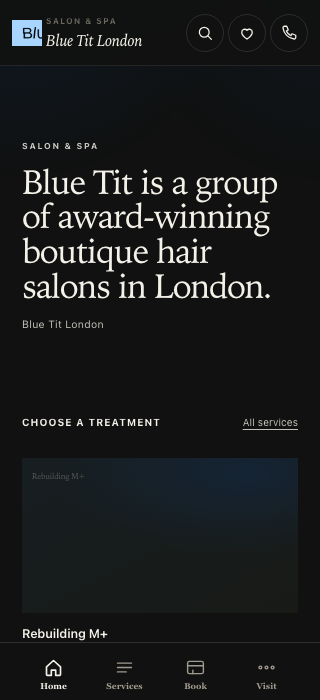 Blu
SALON & SPA
Blue Tit London
SALON & SPA
Blue Tit is a group
of award-winning
boutique hair
salons in London.
Blue Tit London
CHOOSE A TREATMENT
All services
Rebuilding M+
Rebuilding M+
Home
Services
Book
Visit